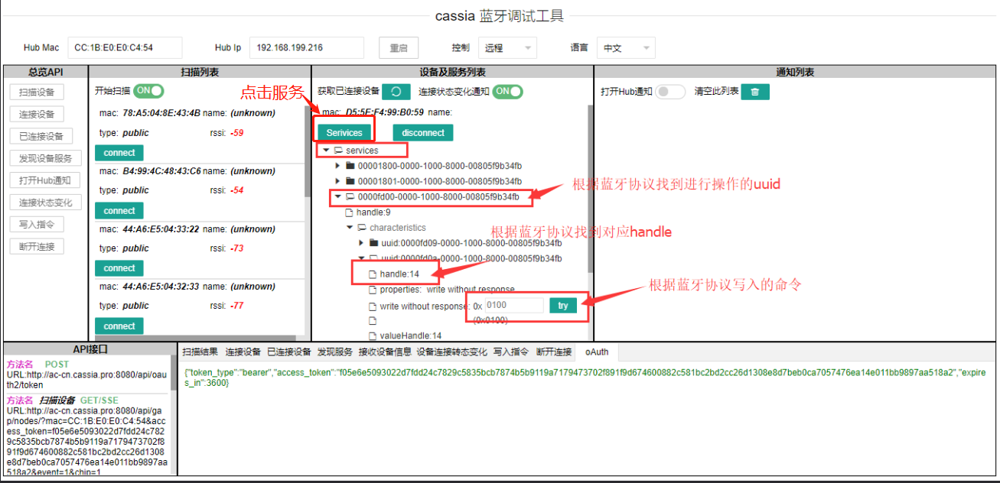 cassia 蓝牙调试工具
Hub Mac CC:1B:E0:E0:C4:54 Hub Ip 192.168.199.216 重启 控制 远程 语言 中文
总览API
扫描设备
连接设备
已连接设备
发现设备服务
打开Hub通知
连接状态变化
写入指令
断开连接
扫描列表
开始扫描 ON
mac: 78:A5:04:8E:43:4B name: (unknown)
type: public rssi: -59
connect
mac: B4:99:4C:48:43:C6 name: (unknown)
type: public rssi: -54
connect
mac: 44:A6:E5:04:33:22 name: (unknown)
type: public rssi: -73
connect
mac: 44:A6:E5:04:32:33 name: (unknown)
type: public rssi: -77
connect
点击服务
设备及服务列表
获取已连接设备 连接状态变化通知 ON
mac: D5:5E:F4:99:B0:59 name:
Serivices disconnect
services
00001800-0000-1000-8000-00805f9b34fb
00001801-0000-1000-8000-00805f9b34fb
0000fd00-0000-1000-8000-00805f9b34fb
handle:9
characteristics
uuid:0000fd09-0000-1000-8000-00805f9b34fb
uuid:0000fd0a-0000-1000-8000-00805f9b34fb
handle:14
properties: write without response
write without response: 0x 0100 try
(0x0100)
valueHandle:14
通知列表
打开Hub通知 清空此列表
根据蓝牙协议找到进行操作的uuid
根据蓝牙协议找到对应handle
根据蓝牙协议写入的命令
API接口
方法名 POST
URL:http://ac-cn.cassia.pro:8080/api/oau
th2/token
方法名 扫描设备 GET/SSE
URL:http://ac-cn.cassia.pro:8080/api/ga
p/nodes/?mac=CC:1B:E0:E0:C4:54&acc
ess_token=f05e6e5093022d7fdd24c782
9c5835bcb7874b5b9119a7179473702f8
91f9d674600882c581bc2bd2cc26d1308
e8d7beb0ca7057476ea14e011bb9897aa
518a2&event=1&chip=1
扫描结果 连接设备 已连接设备 发现服务 接收设备信息 设备连接转态变化 写入指令 断开连接 oAuth
{"token_type":"bearer","access_token":"f05e6e5093022d7fdd24c7829c5835bcb7874b5b9119a7179473702f891f9d674600882c581bc2bd2cc26d1308e8d7beb0ca7057476ea14e011bb9897aa518a2","expire
s_in":3600}